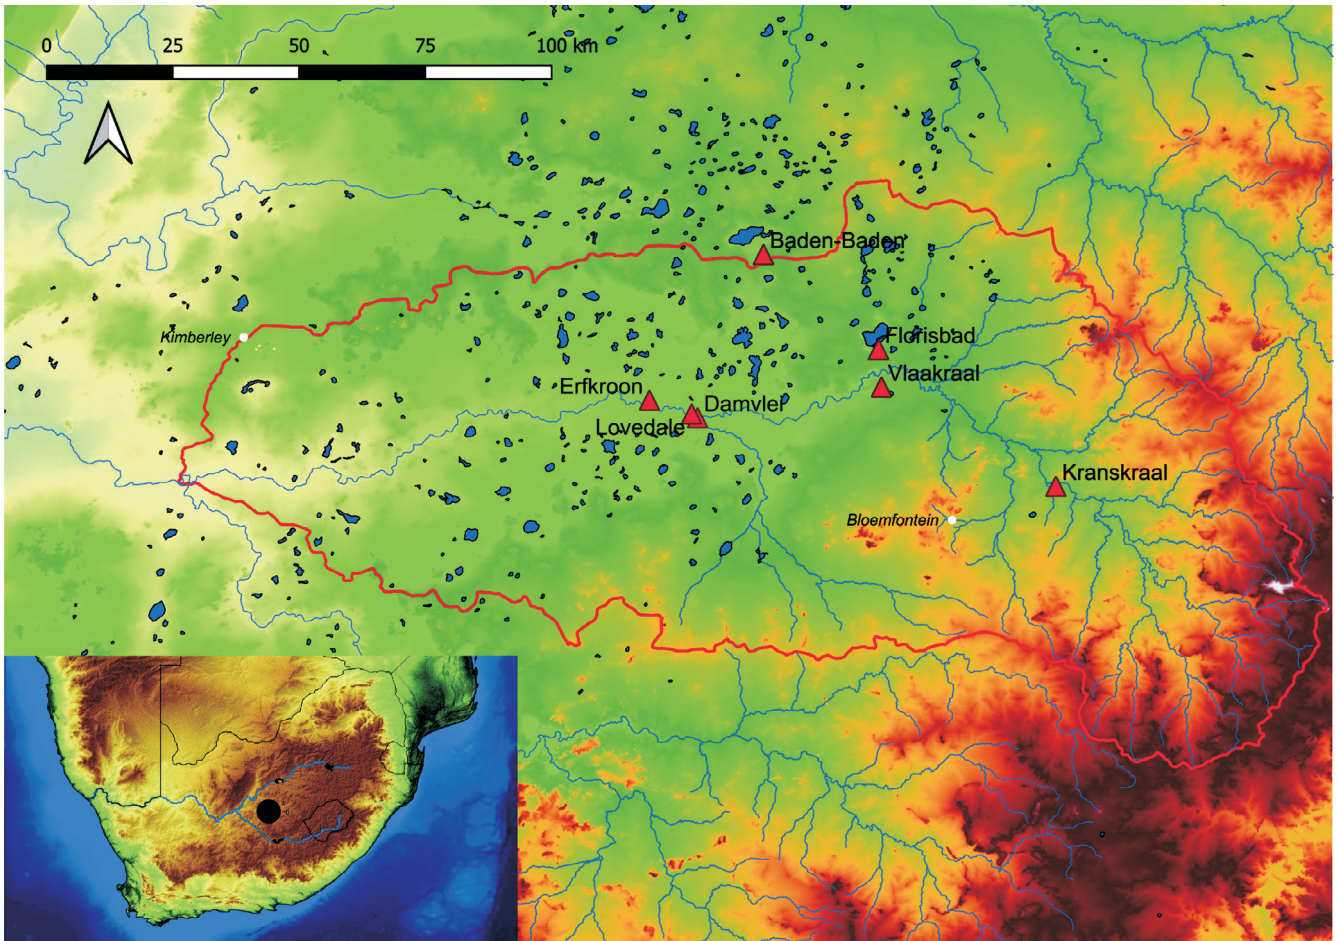 0 25 50 75 100 km
Baden-Baden
Kimberley
Florisbad
Vlaakraal
Erfkroon
Damvlei
Lovedale
Kranskraal
Bloemfontein